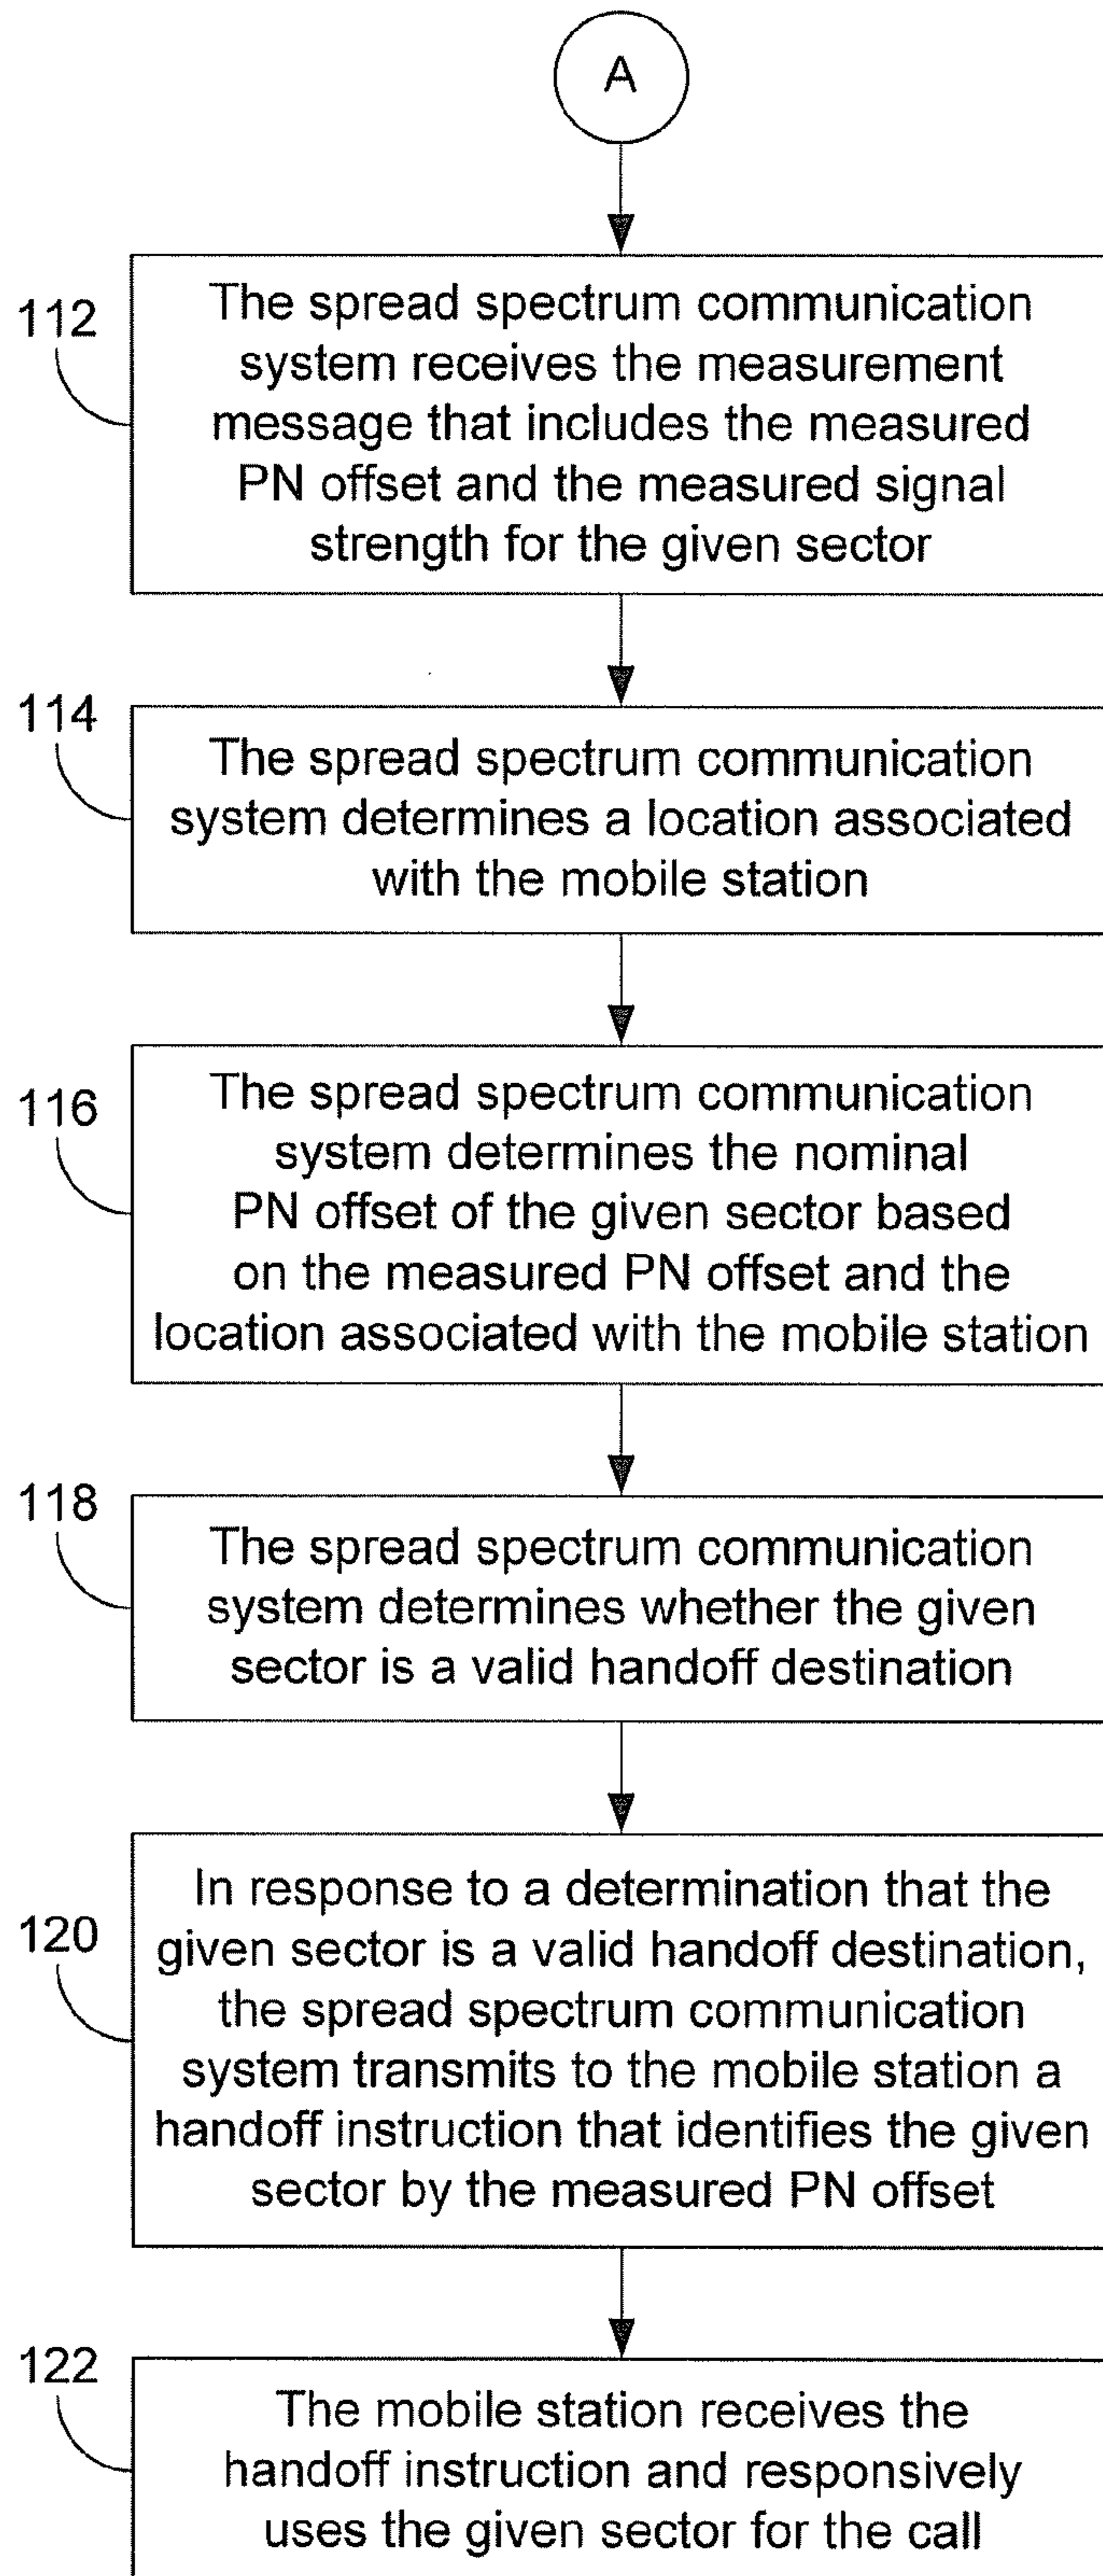 A
112
The spread spectrum communication
system receives the measurement
message that includes the measured
PN offset and the measured signal
strength for the given sector
114
The spread spectrum communication
system determines a location associated
with the mobile station
116
The spread spectrum communication
system determines the nominal
PN offset of the given sector based
on the measured PN offset and the
location associated with the mobile station
118
The spread spectrum communication
system determines whether the given
sector is a valid handoff destination
120
In response to a determination that the
given sector is a valid handoff destination,
the spread spectrum communication
system transmits to the mobile station a
handoff instruction that identifies the given
sector by the measured PN offset
122
The mobile station receives the
handoff instruction and responsively
uses the given sector for the call